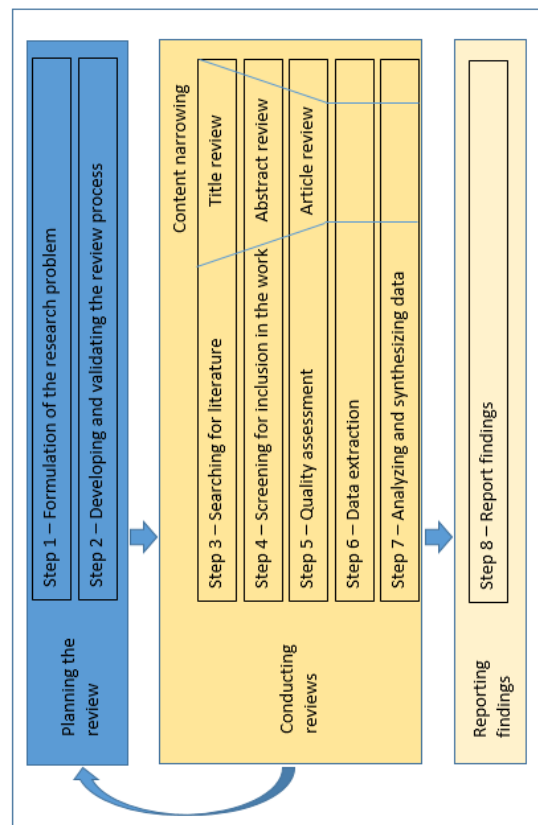 Planning the
review
Step 1 – Formulation of the research problem
Step 2 – Developing and validating the review process
Conducting
reviews
Content narrowing
Step 3 – Searching for literature
Title review
Step 4 – Screening for inclusion in the work
Abstract review
Step 5 – Quality assessment
Article review
Step 6 – Data extraction
Step 7 – Analyzing and synthesizing data
Reporting
findings
Step 8 – Report findings